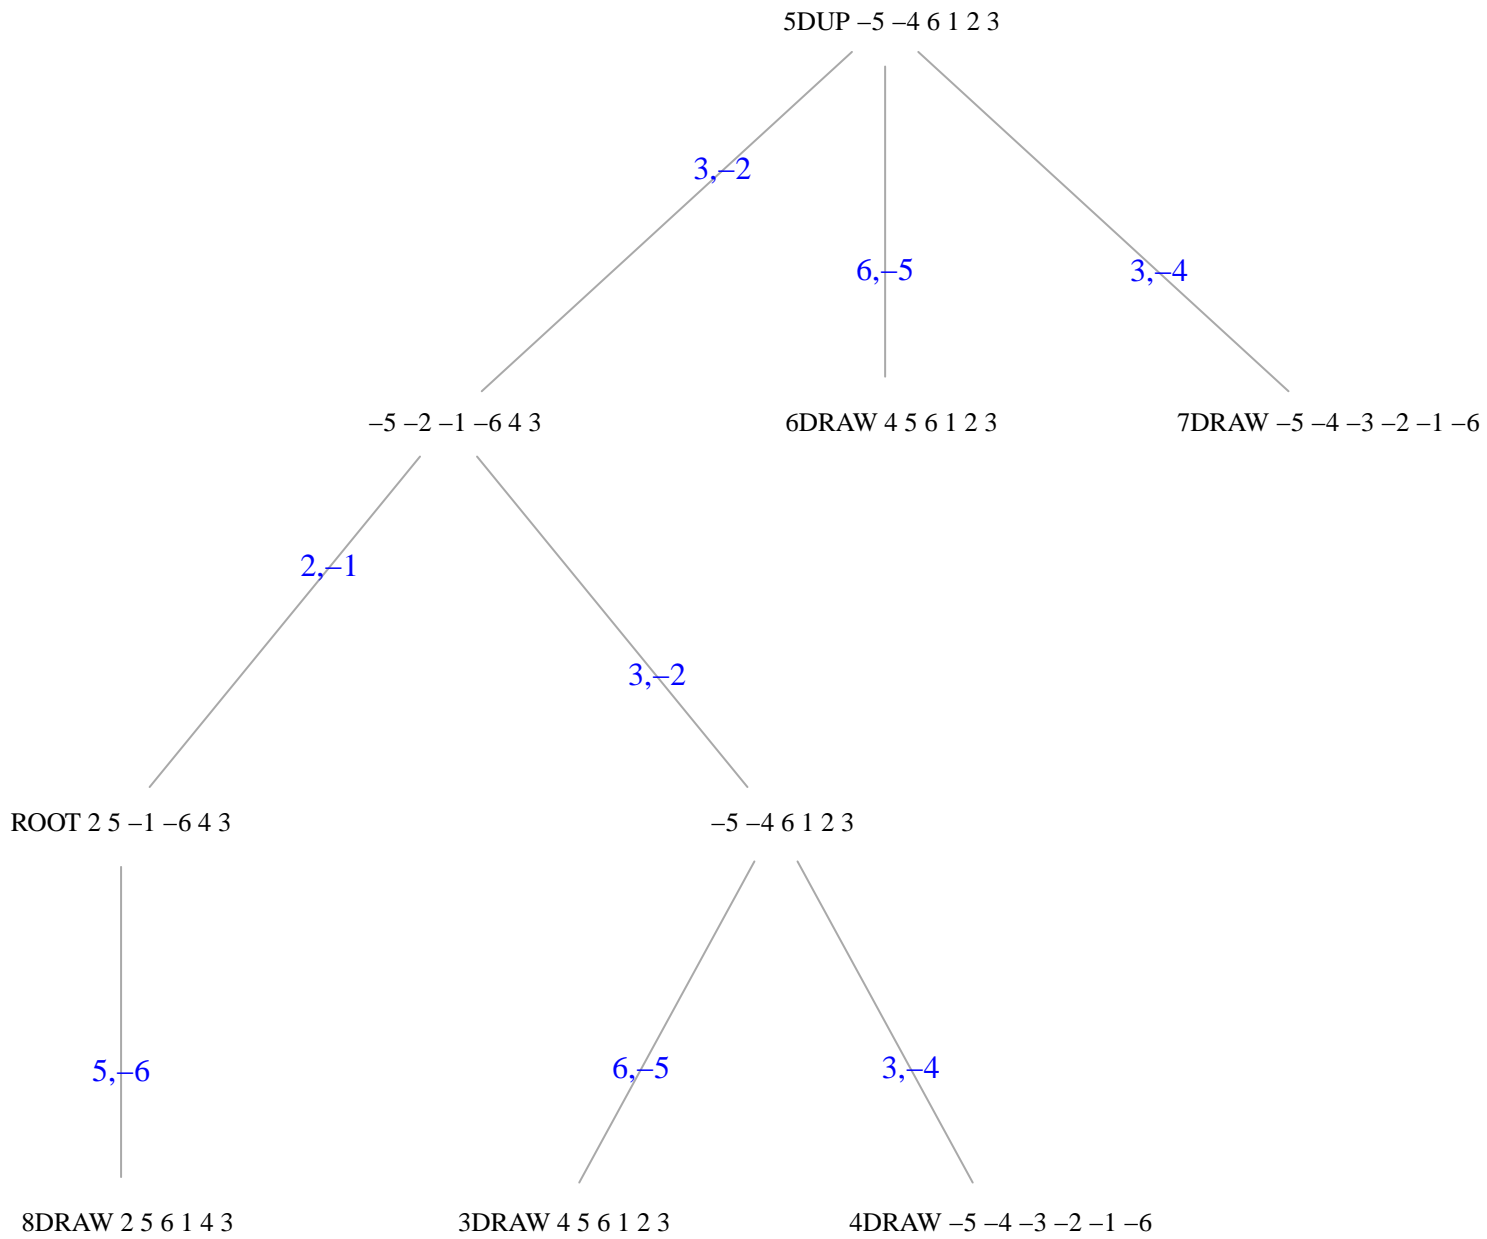 5DUP –5 –4 6 1 2 3
3,–2
6,–5
3,–4
–5 –2 –1 –6 4 3
6DRAW 4 5 6 1 2 3
7DRAW –5 –4 –3 –2 –1 –6
2,–1
3,–2
ROOT 2 5 –1 –6 4 3
–5 –4 6 1 2 3
5,–6
6,–5
3,–4
8DRAW 2 5 6 1 4 3
3DRAW 4 5 6 1 2 3
4DRAW –5 –4 –3 –2 –1 –6